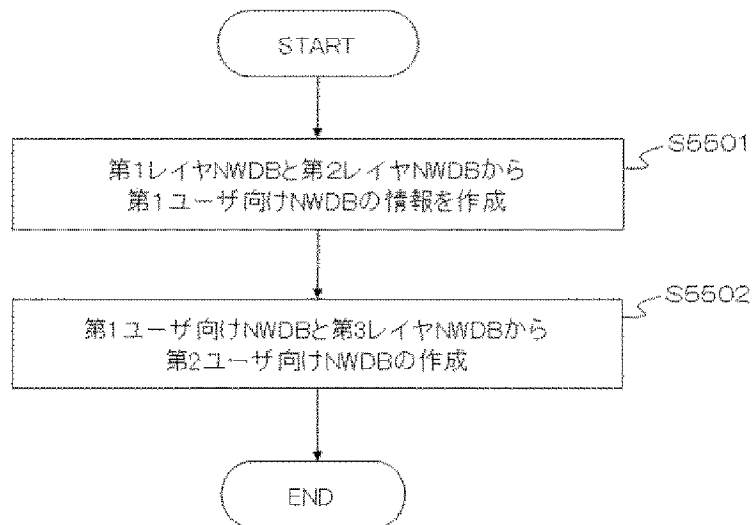 START
第1レイヤNWDBと第2レイヤNWDBから
第1ユーザ向けNWDBの情報を作成
S5501
第1ユーザ向けNWDBと第3レイヤNWDBから
第2ユーザ向けNWDBの作成
S5502
END